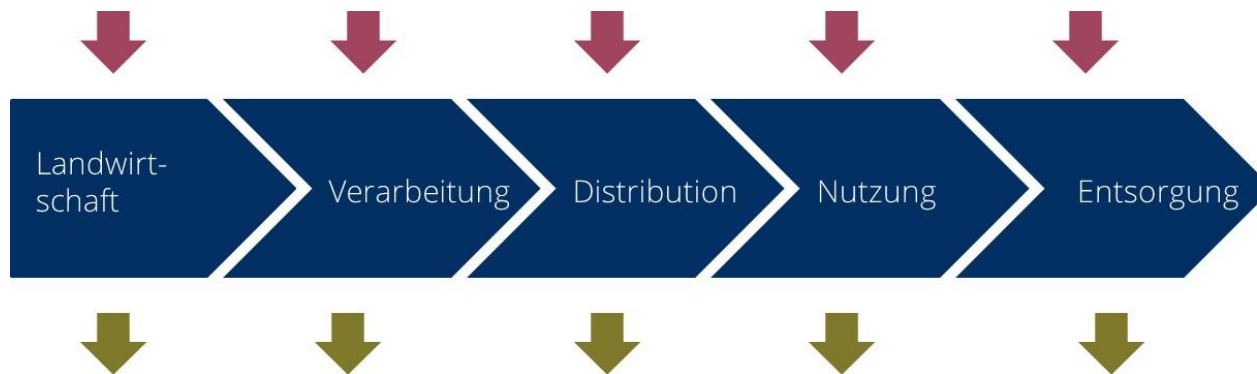 Landwirt-
schaft
Verarbeitung
Distribution
Nutzung
Entsorgung